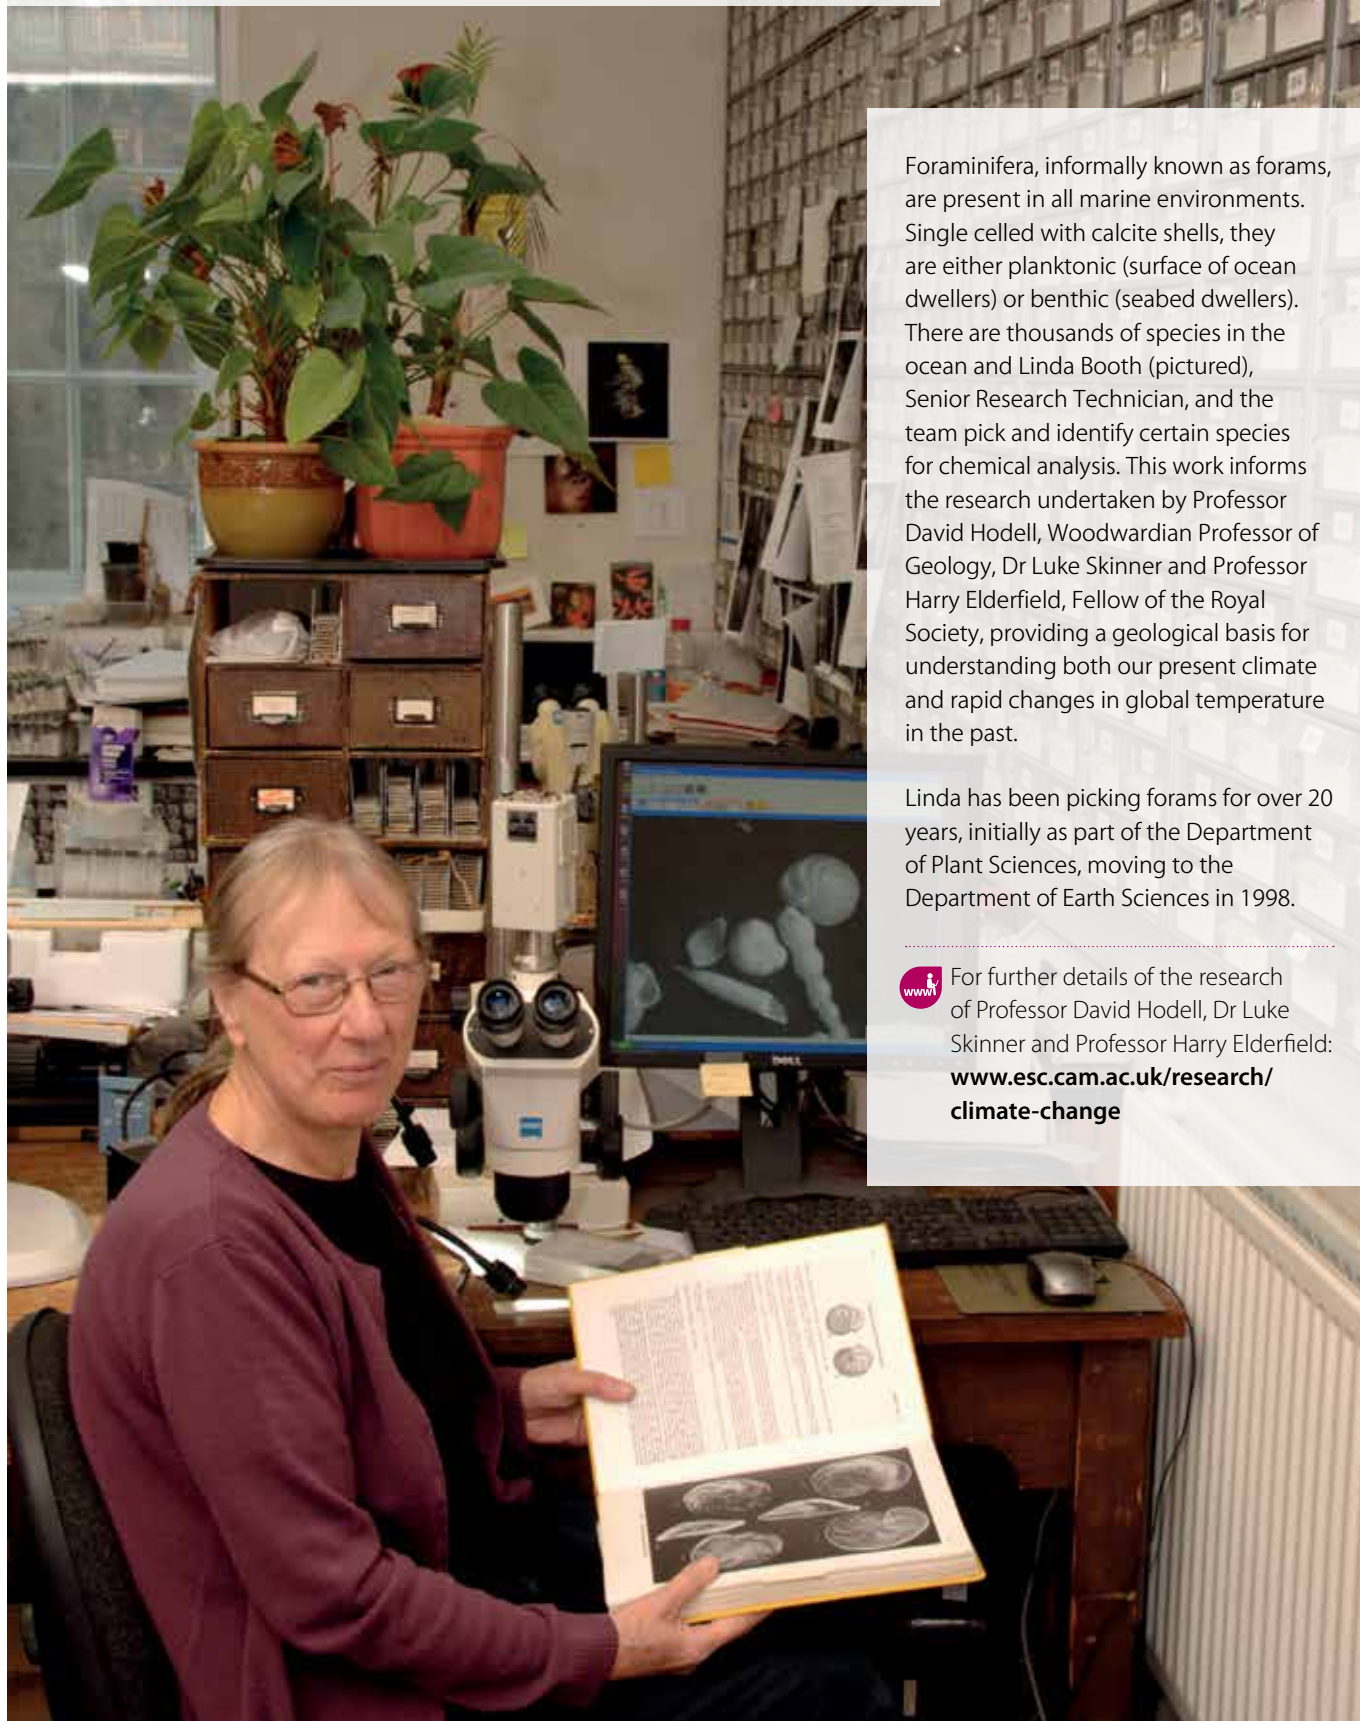 Foraminifera, informally known as forams,
are present in all marine environments.
Single celled with calcite shells, they
are either planktonic (surface of ocean
dwellers) or benthic (seabed dwellers).
There are thousands of species in the
ocean and Linda Booth (pictured),
Senior Research Technician, and the
team pick and identify certain species
for chemical analysis. This work informs
the research undertaken by Professor
David Hodell, Woodwardian Professor of
Geology, Dr Luke Skinner and Professor
Harry Elderfield, Fellow of the Royal
Society, providing a geological basis for
understanding both our present climate
and rapid changes in global temperature
in the past.
Linda has been picking forams for over 20
years, initially as part of the Department
of Plant Sciences, moving to the
Department of Earth Sciences in 1998.
www
For further details of the research
of Professor David Hodell, Dr Luke
Skinner and Professor Harry Elderfield:
www.esc.cam.ac.uk/research/
climate-change
DELL